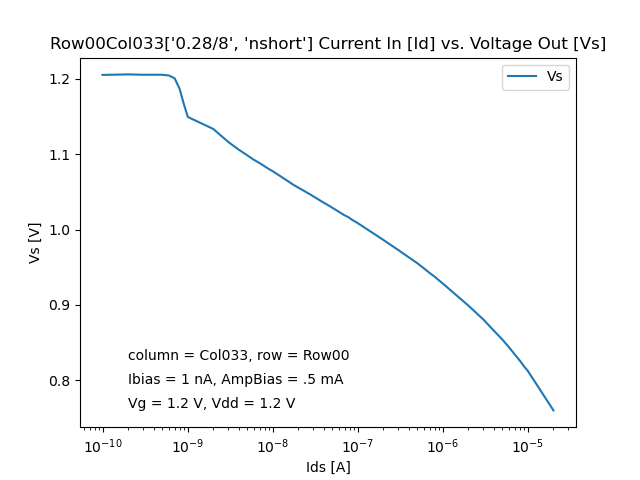 Row00Col033['0.28/8', 'nshort'] Current In [Id] vs. Voltage Out [Vs]
Vs
1.2
1.1
1.0
0.9
0.8
Vs [V]
column = Col033, row = Row00
Ibias = 1 nA, AmpBias = .5 mA
Vg = 1.2 V, Vdd = 1.2 V
10⁻¹⁰ 10⁻⁹ 10⁻⁸ 10⁻⁷ 10⁻⁶ 10⁻⁵
Ids [A]